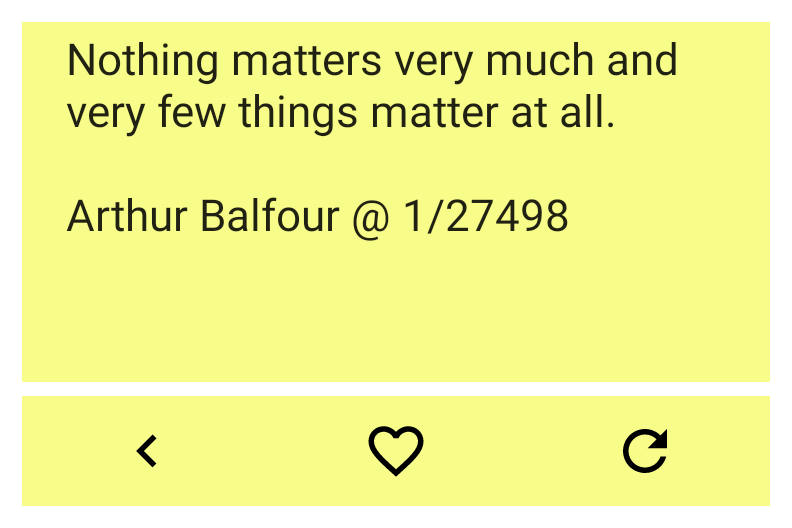 Nothing matters very much and
very few things matter at all.
Arthur Balfour @ 1/27498